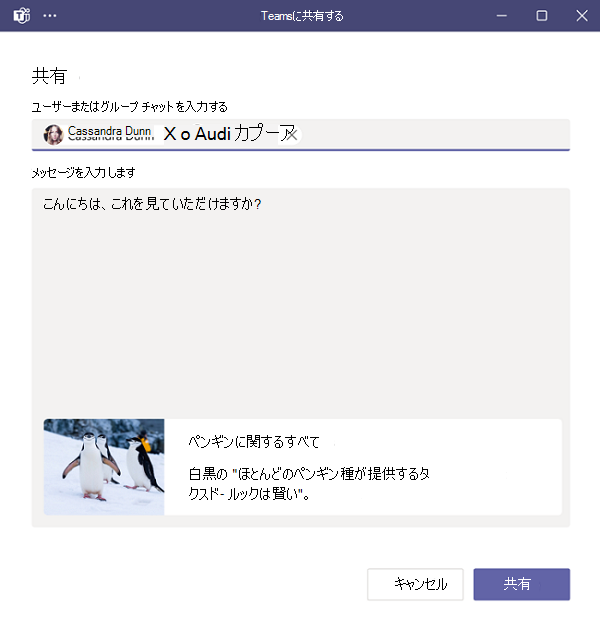 Teamsに共有する
共有
ユーザーまたはグループ チャットを入力する
Cassandra Dunn X o Audi カプーア
メッセージを入力します
こんにちは、これを見ていただけますか?
ペンギンに関するすべて
白黒の "ほとんどのペンギン種が提供するタ
クスド- ルックは賢い"。
キャンセル
共有